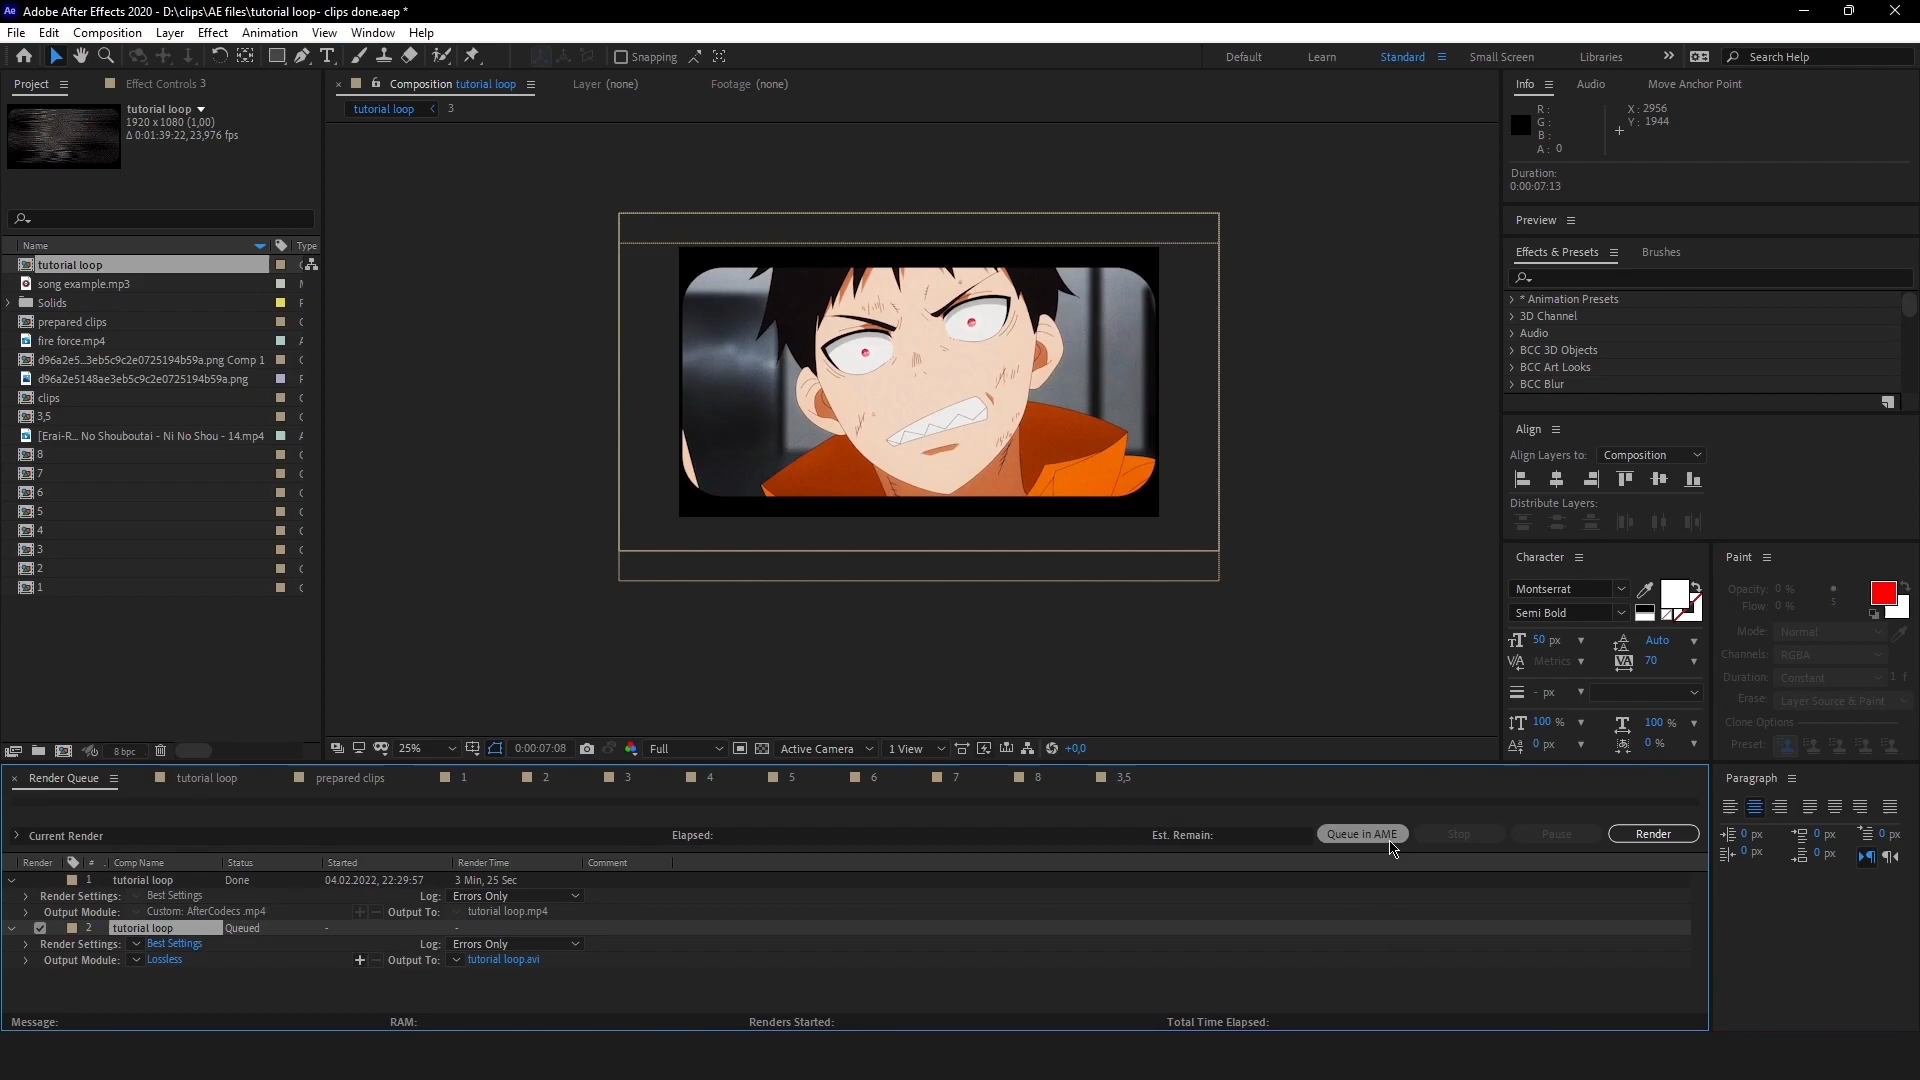 Ae Adobe After Effects 2020 - D:\clips\AE files\tutorial loop- clips done.aep *
File Edit Composition Layer Effect Animation View Window Help
Snapping Default Learn Standard Small Screen Libraries Search Help
Project Effect Controls 3
tutorial loop
1920 x 1080 (1,00)
Δ 0:01:39:22, 23,976 fps
Name Type
tutorial loop
song example.mp3
Solids
prepared clips
fire force.mp4
d96a2e5...3eb5c9c2e0725194b59a.png Comp 1
d96a2e5148ae3eb5c9c2e0725194b59a.png
clips
3,5
[Erai-R... No Shouboutai - Ni No Shou - 14.mp4
8
7
6
5
4
3
2
1
8 bpc
Composition tutorial loop Layer (none) Footage (none)
tutorial loop 3
25% 0:00:07:08 Full Active Camera 1 View +0,0
Info Audio Move Anchor Point
R : X : 2956
G : Y : 1944
B :
A : 0
Duration:
0:00:07:13
Preview
Effects & Presets Brushes
* Animation Presets
3D Channel
Audio
BCC 3D Objects
BCC Art Looks
BCC Blur
Align
Align Layers to: Composition
Distribute Layers:
Character
Montserrat
Semi Bold
50 px Auto
Metrics 70
- px
100 % 100 %
0 px 0 %
Paint
Opacity: 0 %
Flow: 0 % 5
Mode: Normal
Channels: RGBA
Duration: Constant 1 f
Erase: Layer Source & Paint
Clone Options
Preset:
Render Queue tutorial loop prepared clips 1 2 3 4 5 6 7 8 3,5
Current Render Elapsed: Est. Remain: Queue in AME Stop Pause Render
Render # Comp Name Status Started Render Time Comment
1 tutorial loop Done 04.02.2022, 22:29:57 3 Min, 25 Sec
Render Settings: Best Settings Log: Errors Only
Output Module: Custom: AfterCodecs .mp4 Output To: tutorial loop.mp4
2 tutorial loop Queued - -
Render Settings: Best Settings Log: Errors Only
Output Module: Lossless Output To: tutorial loop.avi
Message: RAM: Renders Started: Total Time Elapsed:
Paragraph
0 px 0 px 0 px
0 px 0 px